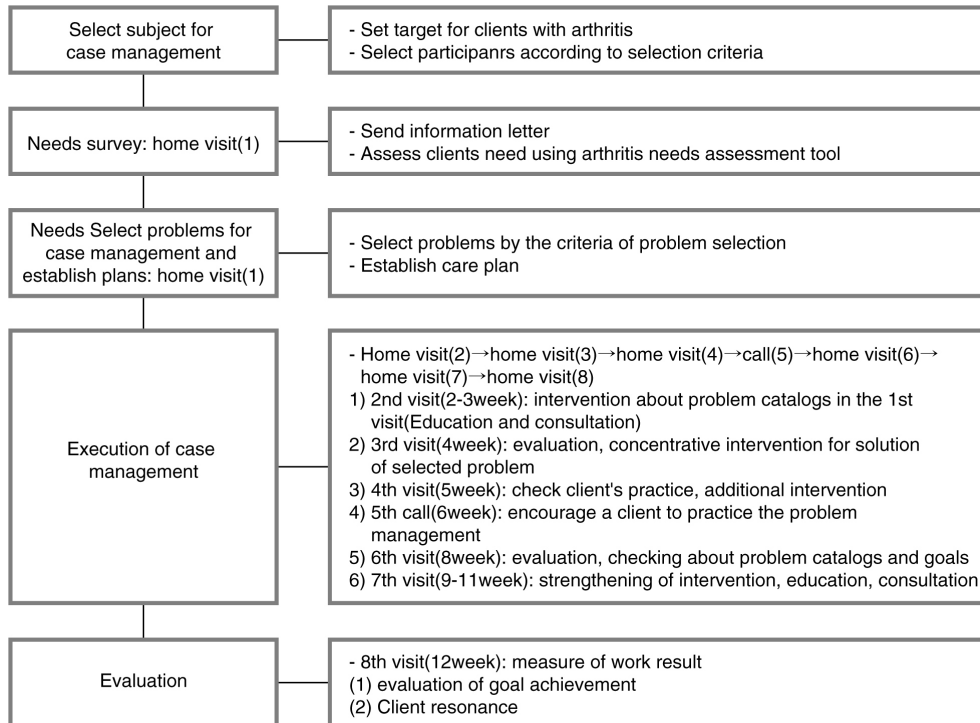 Select subject for
case management
- Set target for clients with arthritis
- Select participanrs according to selection criteria
Needs survey: home visit(1)
- Send information letter
- Assess clients need using arthritis needs assessment tool
Needs Select problems for
case management and
establish plans: home visit(1)
- Select problems by the criteria of problem selection
- Establish care plan
Execution of case
management
- Home visit(2)→home visit(3)→home visit(4)→call(5)→home visit(6)→
home visit(7)→home visit(8)
1) 2nd visit(2-3week): intervention about problem catalogs in the 1st
visit(Education and consultation)
2) 3rd visit(4week): evaluation, concentrative intervention for solution
of selected problem
3) 4th visit(5week): check client's practice, additional intervention
4) 5th call(6week): encourage a client to practice the problem
management
5) 6th visit(8week): evaluation, checking about problem catalogs and goals
6) 7th visit(9-11week): strengthening of intervention, education, consultation
Evaluation
- 8th visit(12week): measure of work result
(1) evaluation of goal achievement
(2) Client resonance